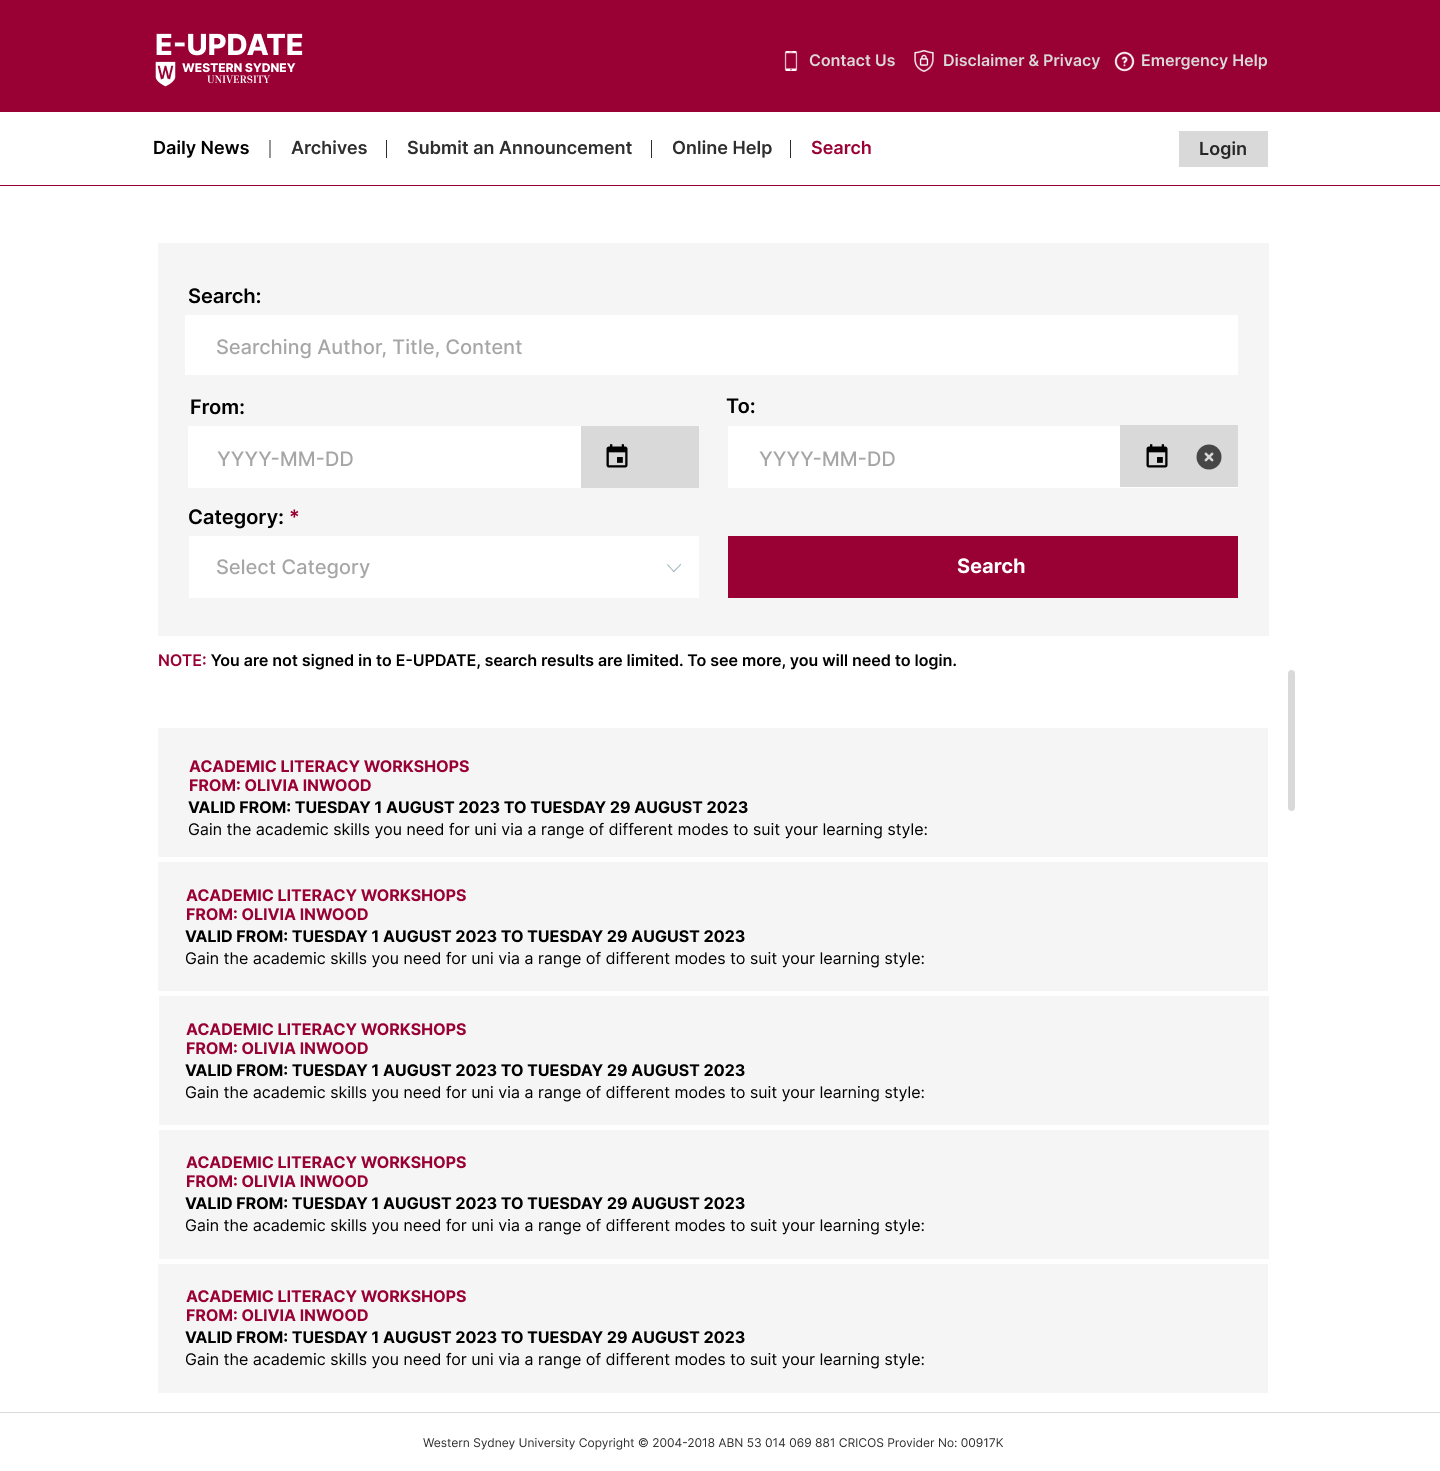 E-UPDATE
WESTERN SYDNEY
UNIVERSITY
W
Contact Us
Disclaimer & Privacy
Emergency Help
Daily News | Archives | Submit an Announcement | Online Help | Search
Login
Search:
Searching Author, Title, Content
From:
To:
YYYY-MM-DD
YYYY-MM-DD
Category: *
Select Category
Search
NOTE: You are not signed in to E-UPDATE, search results are limited. To see more, you will need to login.
ACADEMIC LITERACY WORKSHOPS
FROM: OLIVIA INWOOD
VALID FROM: TUESDAY 1 AUGUST 2023 TO TUESDAY 29 AUGUST 2023
Gain the academic skills you need for uni via a range of different modes to suit your learning style:
ACADEMIC LITERACY WORKSHOPS
FROM: OLIVIA INWOOD
VALID FROM: TUESDAY 1 AUGUST 2023 TO TUESDAY 29 AUGUST 2023
Gain the academic skills you need for uni via a range of different modes to suit your learning style:
ACADEMIC LITERACY WORKSHOPS
FROM: OLIVIA INWOOD
VALID FROM: TUESDAY 1 AUGUST 2023 TO TUESDAY 29 AUGUST 2023
Gain the academic skills you need for uni via a range of different modes to suit your learning style:
ACADEMIC LITERACY WORKSHOPS
FROM: OLIVIA INWOOD
VALID FROM: TUESDAY 1 AUGUST 2023 TO TUESDAY 29 AUGUST 2023
Gain the academic skills you need for uni via a range of different modes to suit your learning style:
ACADEMIC LITERACY WORKSHOPS
FROM: OLIVIA INWOOD
VALID FROM: TUESDAY 1 AUGUST 2023 TO TUESDAY 29 AUGUST 2023
Gain the academic skills you need for uni via a range of different modes to suit your learning style:
Western Sydney University Copyright © 2004-2018 ABN 53 014 069 881 CRICOS Provider No: 00917K